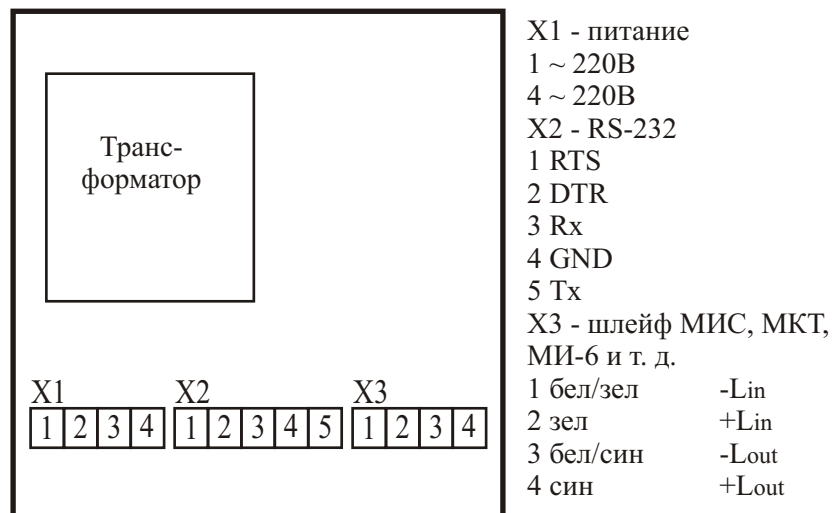 Транс-
форматор
X1 X2 X3
1 2 3 4 1 2 3 4 5 1 2 3 4
X1 - питание
1 ~ 220В
4 ~ 220В
X2 - RS-232
1 RTS
2 DTR
3 Rx
4 GND
5 Tx
X3 - шлейф МИС, МКТ,
МИ-6 и т. д.
1 бел/зел -Lin
2 зел +Lin
3 бел/син -Lout
4 син +Lout